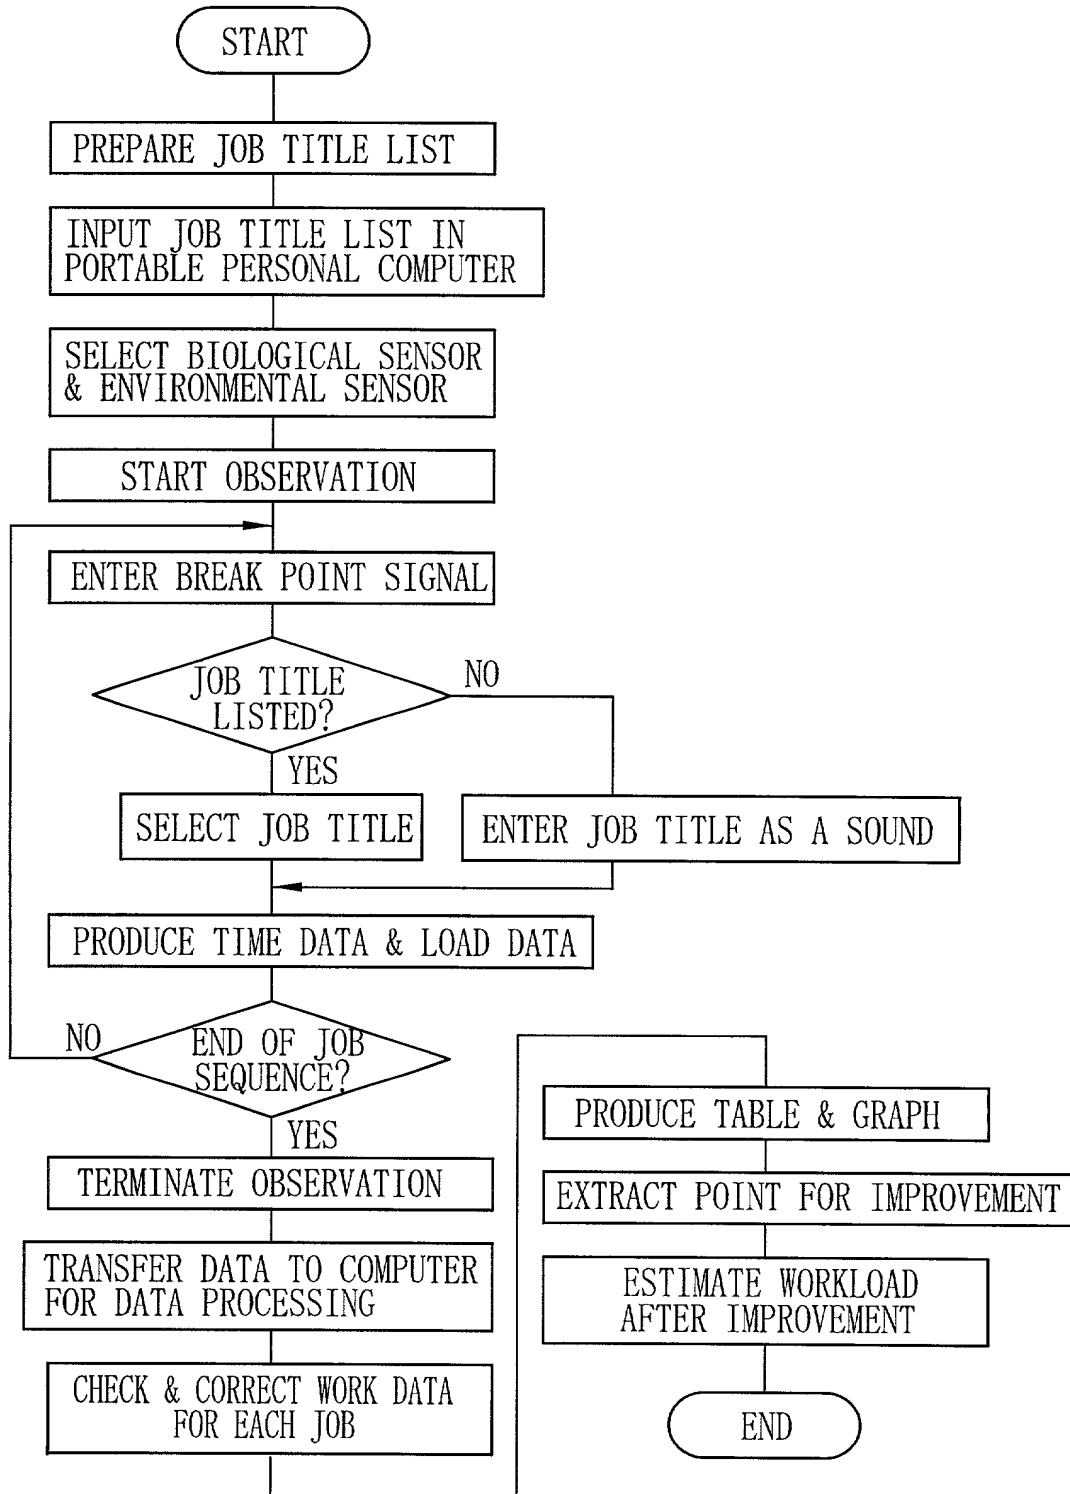 START
PREPARE JOB TITLE LIST
INPUT JOB TITLE LIST IN
PORTABLE PERSONAL COMPUTER
SELECT BIOLOGICAL SENSOR
& ENVIRONMENTAL SENSOR
START OBSERVATION
ENTER BREAK POINT SIGNAL
JOB TITLE
LISTED?
NO
YES
SELECT JOB TITLE
ENTER JOB TITLE AS A SOUND
PRODUCE TIME DATA & LOAD DATA
NO
END OF JOB
SEQUENCE?
YES
TERMINATE OBSERVATION
TRANSFER DATA TO COMPUTER
FOR DATA PROCESSING
CHECK & CORRECT WORK DATA
FOR EACH JOB
PRODUCE TABLE & GRAPH
EXTRACT POINT FOR IMPROVEMENT
ESTIMATE WORKLOAD
AFTER IMPROVEMENT
END